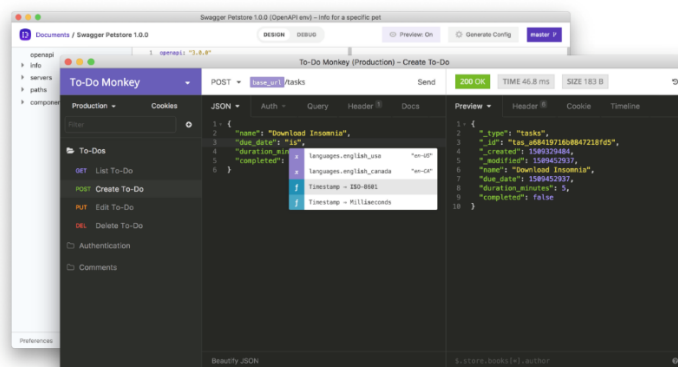 Swagger Petstore 1.0.0 (OpenAPI env) – Info for a specific pet
Documents / Swagger Petstore 1.0.0
DESIGN
DEBUG
Preview: On
Generate Config
master
openapi
info
servers
paths
componen
1 openapi: "3.0.0"
Preferences
To-Do Monkey (Production) – Create To-Do
To-Do Monkey
POST base_url /tasks
Send
200 OK
TIME 46.8 ms
SIZE 183 B
Production
Cookies
Filter
To-Dos
GET List To-Do
POST Create To-Do
PUT Edit To-Do
DEL Delete To-Do
Authentication
Comments
JSON
Auth
Query
Header
Docs
1 {
2 "name": "Download Insomnia",
3 "due_date": "is",
4 "duration_min
5 "completed":
6 }
languages.english_usa "en-US"
languages.english_canada "en-CA"
ƒ Timestamp → ISO-8601
ƒ Timestamp → Milliseconds
Beautify JSON
Preview
Header
Cookie
Timeline
1 {
2 "_type": "tasks",
3 "_id": "tas_a68419716b0847218fd5",
4 "_created": 1509329484,
5 "_modified": 1509452937,
6 "name": "Download Insomnia",
7 "due_date": 1509452937,
8 "duration_minutes": 5,
9 "completed": false
10 }
$.store.books[*].author